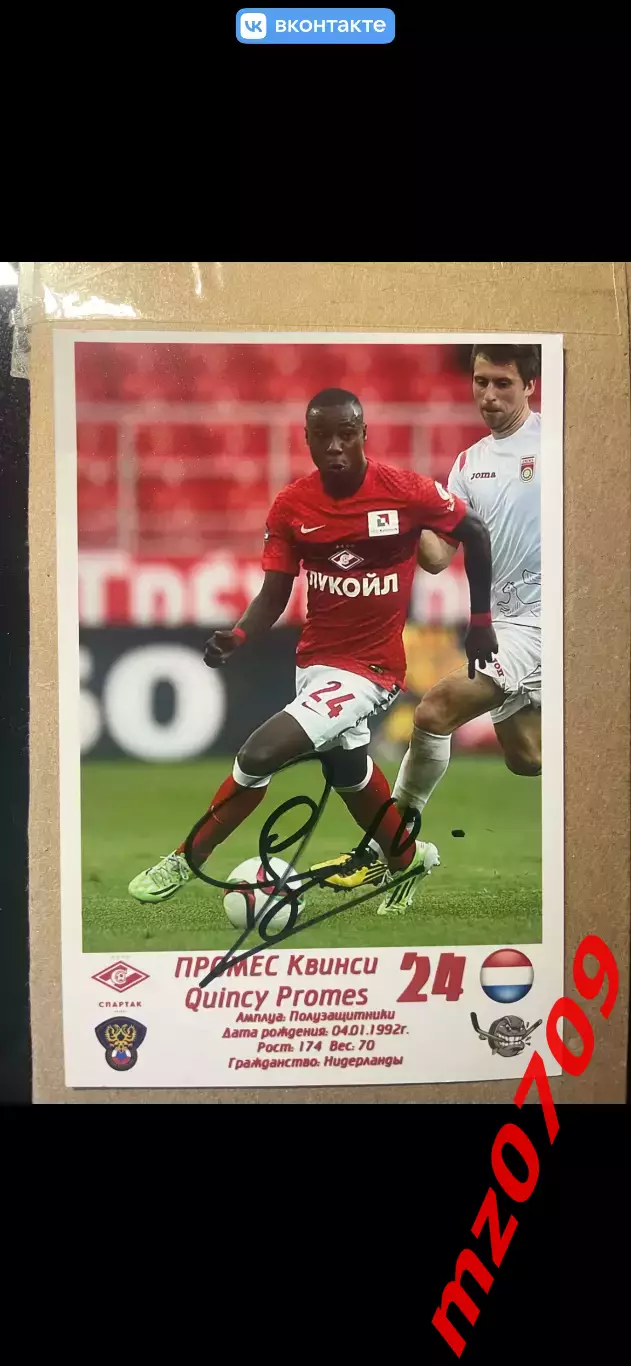 вконтакте
joma
ЛУКОЙЛ
24
ПРОМЕС Квинси
Quincy Promes
24
СПАРТАК
Амплуа: Полузащитники
Дата рождения: 04.01.1992г.
Рост: 174 Вес: 70
Гражданство: Нидерланды
mz0709